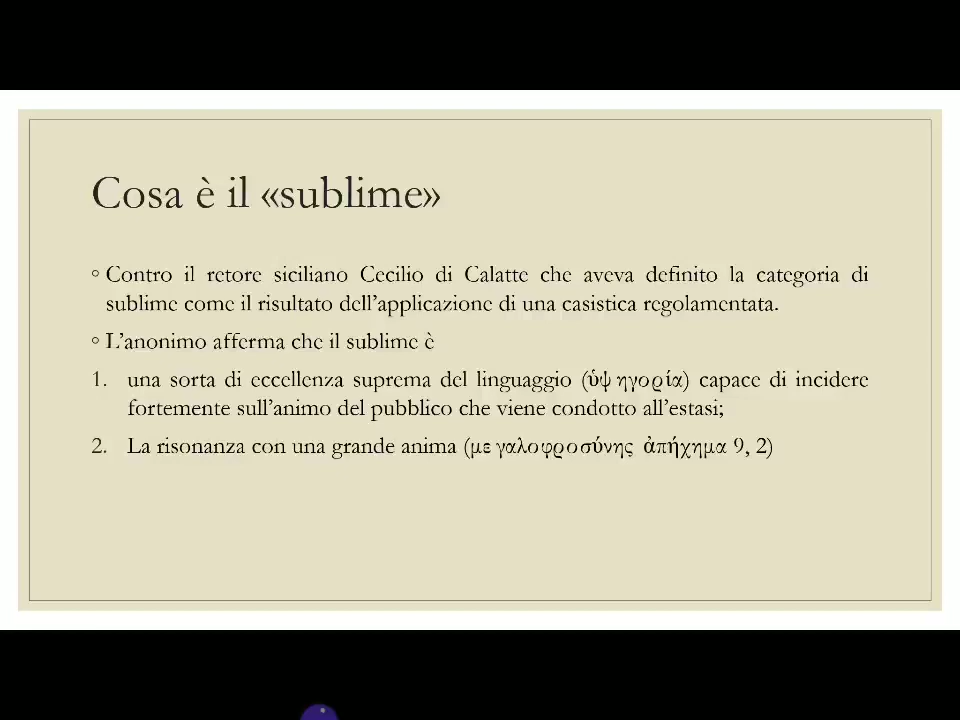 Cosa è il «sublime»
◦ Contro il retore siciliano Cecilio di Calatte che aveva definito la categoria di
sublime come il risultato dell’applicazione di una casistica regolamentata.
◦ L’anonimo afferma che il sublime è
1. una sorta di eccellenza suprema del linguaggio (ὑψηγορία) capace di incidere
fortemente sull’animo del pubblico che viene condotto all’estasi;
2. La risonanza con una grande anima (μεγαλοφροσύνης ἀπήχημα 9, 2)